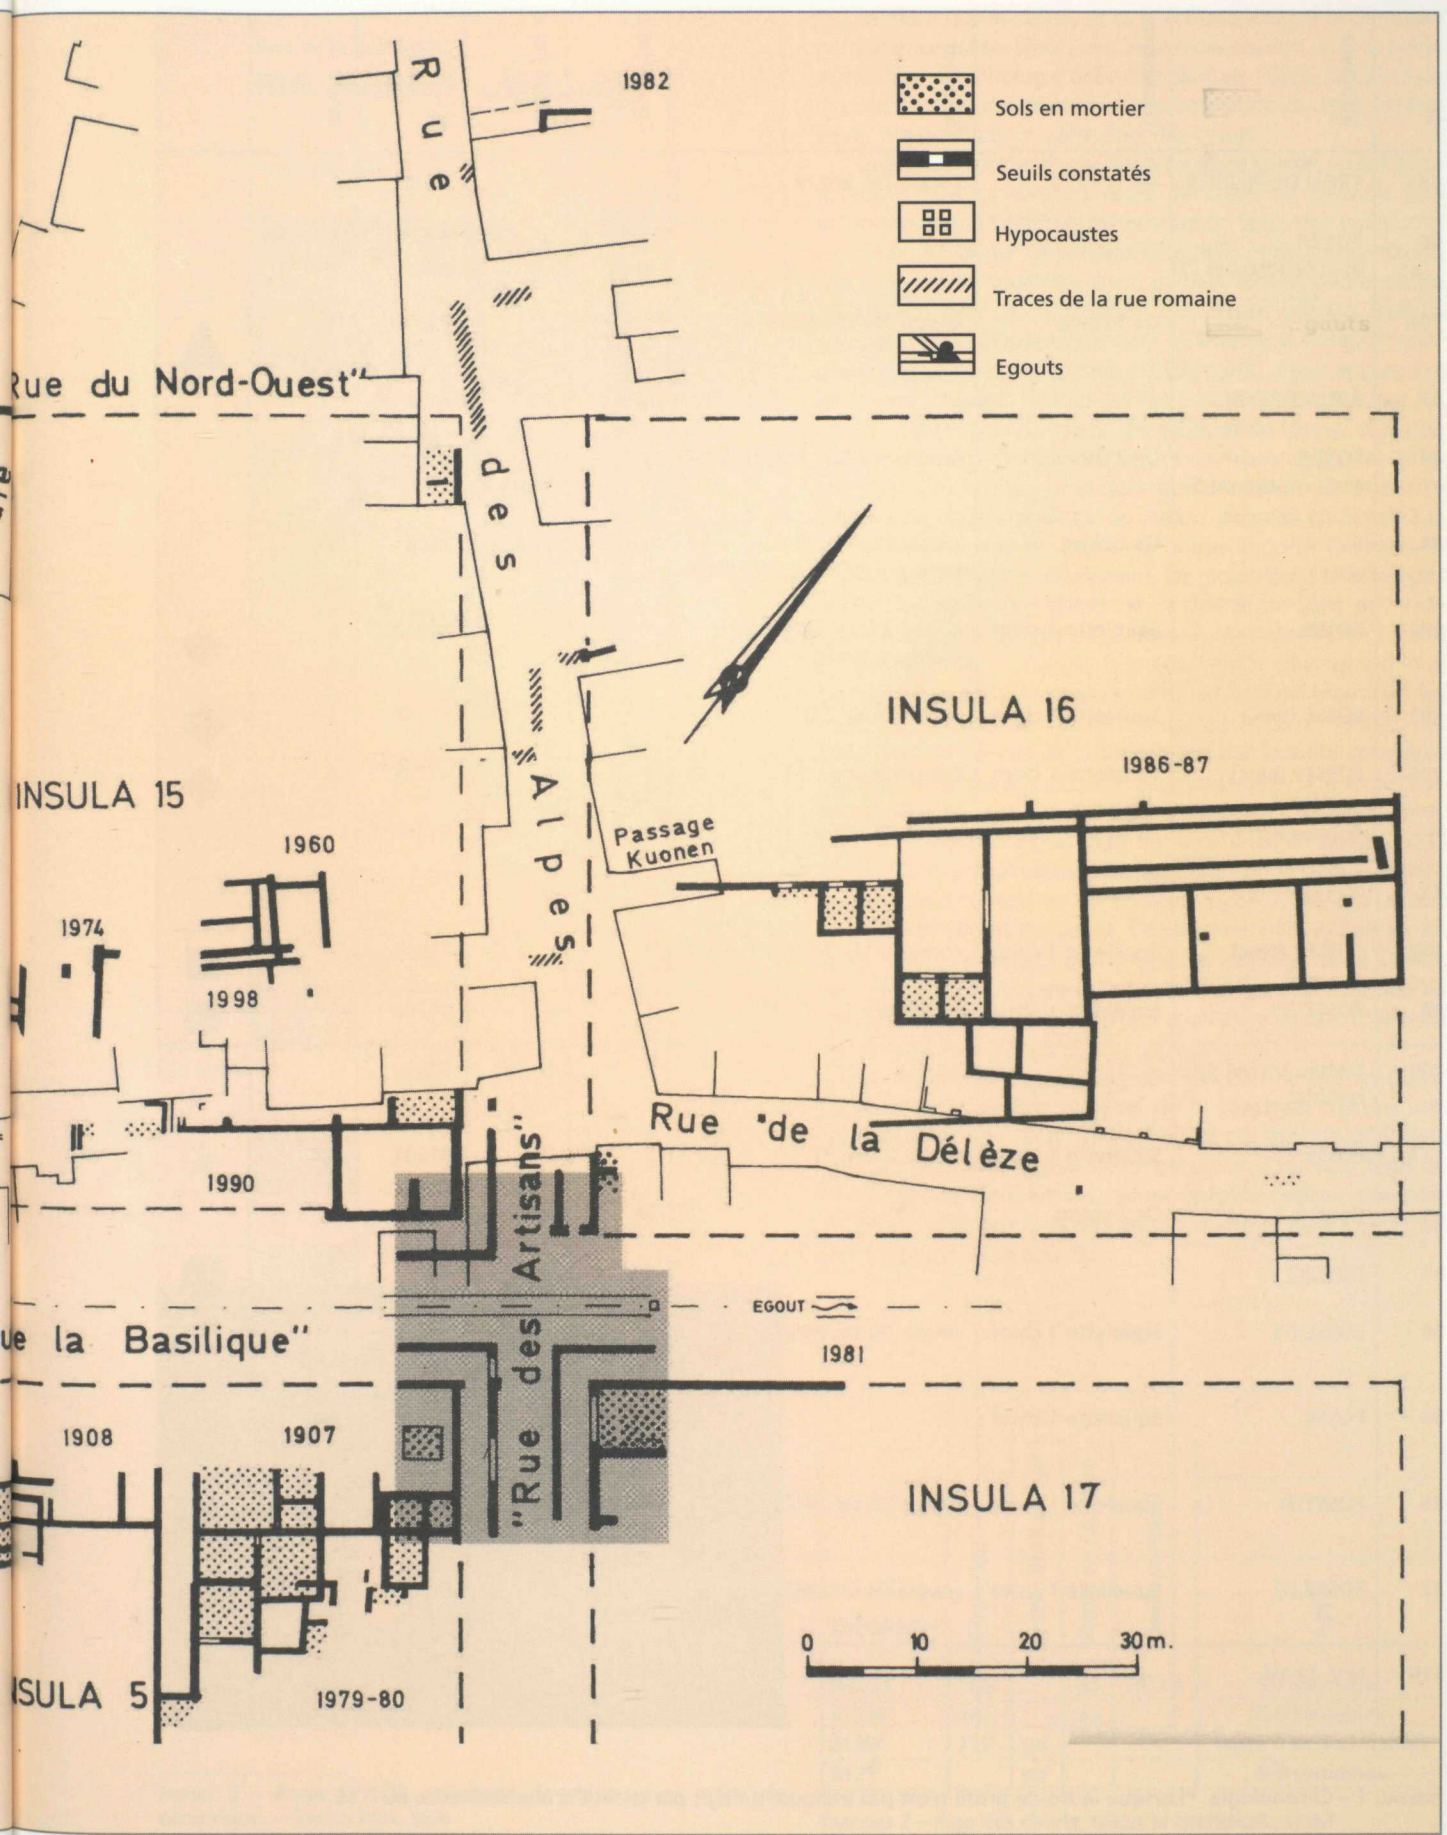 1982
Rue des Alpes
Sols en mortier
Seuils constatés
Hypocaustes
Traces de la rue romaine
Egouts
Rue du Nord-Ouest"
INSULA 16
1986-87
INSULA 15
1960
Passage
Kuonen
1974
1998
Rue de la Délèze
1990
"Rue des Artisans"
EGOUT
la Basilique"
1981
1908
1907
INSULA 17
0 10 20 30 m.
NSULA 5
1979-80